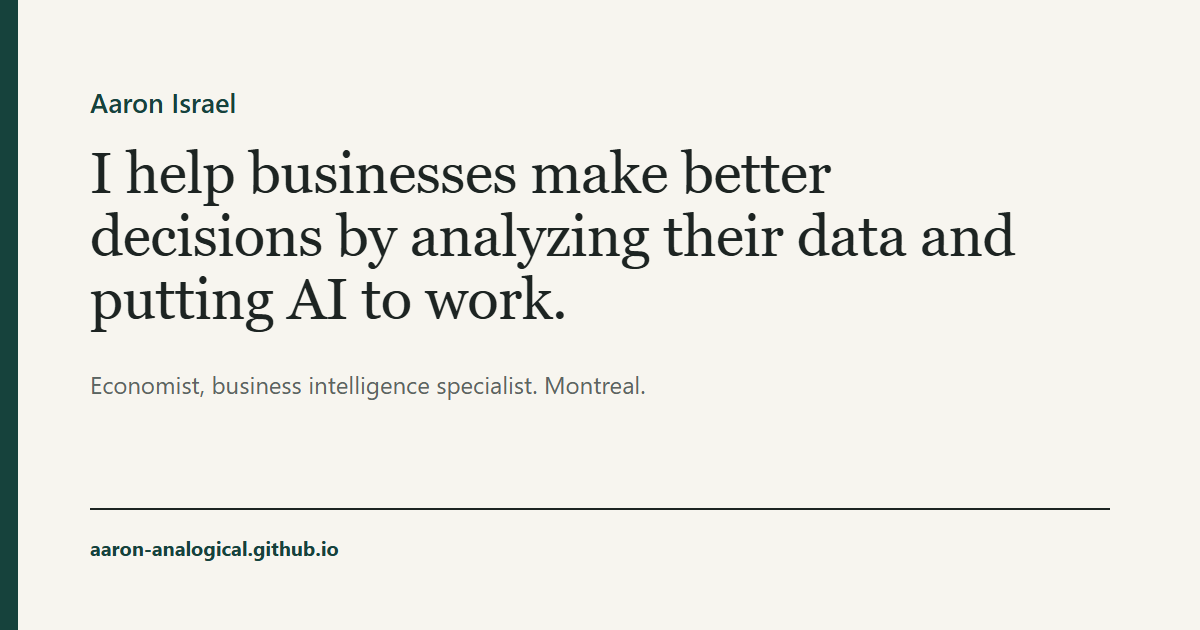 Aaron Israel
I help businesses make better
decisions by analyzing their data and
putting AI to work.
Economist, business intelligence specialist. Montreal.
aaron-analogical.github.io